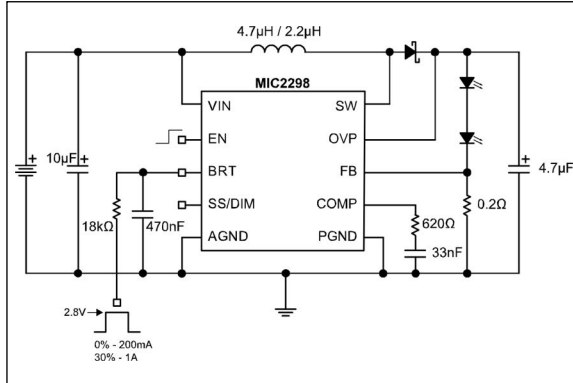 4.7µH / 2.2µH
MIC2298
VIN
SW
EN
OVP
10µF
BRT
FB
4.7µF
18kΩ
470nF
SS/DIM
COMP
620Ω
0.2Ω
AGND
PGND
33nF
2.8V
0% - 200mA
30% - 1A